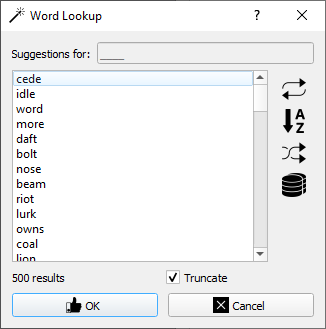 Word Lookup
?
Suggestions for: ____
cede
idle
word
more
daft
bolt
nose
beam
riot
lurk
owns
coal
lion
A
Z
500 results
Truncate
OK
Cancel